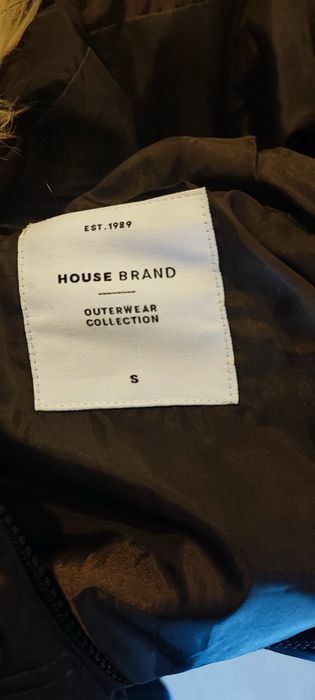 EST.1989
HOUSE BRAND
OUTERWEAR
COLLECTION
S